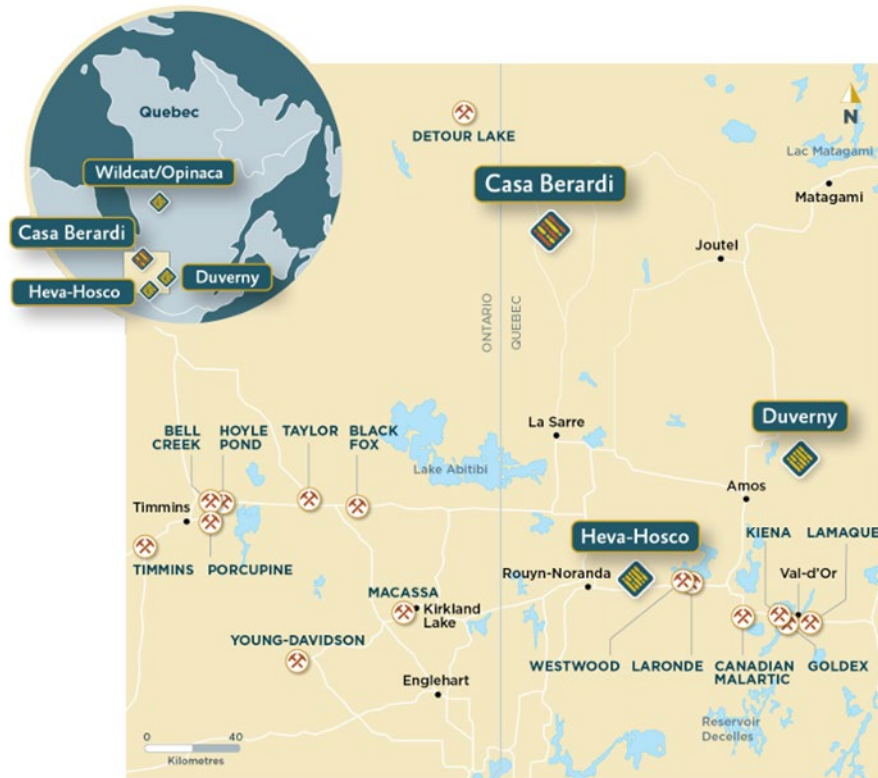 Quebec
Wildcat/Opinaca
Casa Berardi
Duverny
Heva-Hosco
DETOUR LAKE
N
Lac Matagami
Casa Berardi
Matagami
Joutel
ONTARIO
QUEBEC
Duverny
La Sarre
BELL
CREEK
HOYLE
POND
TAYLOR
BLACK
FOX
Lake Abitibi
Amos
Timmins
Heva-Hosco
KIENA
LAMAQUE
TIMMINS
PORCUPINE
Rouyn-Noranda
Val-d'Or
MACASSA
Kirkland
Lake
YOUNG-DAVIDSON
WESTWOOD
LARONDE
CANADIAN
MALARTIC
GOLDEX
Englehart
Reservoir
Decelles
0
40
Kilometres